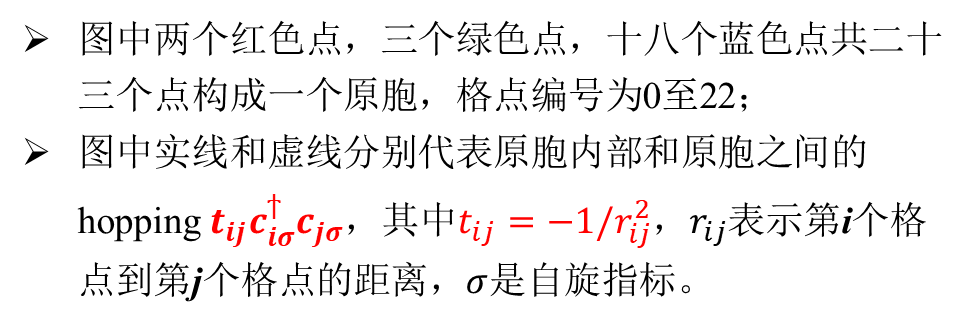 ➢ 图中两个红色点，三个绿色点，十八个蓝色点共二十
三个点构成一个原胞，格点编号为0至22；
➢ 图中实线和虚线分别代表原胞内部和原胞之间的
hopping $t_{ij}c_{i\sigma}^{\dagger}c_{j\sigma}$，其中$t_{ij} = -1/r_{ij}^{2}$，$r_{ij}$表示第i个格
点到第j个格点的距离，σ是自旋指标。